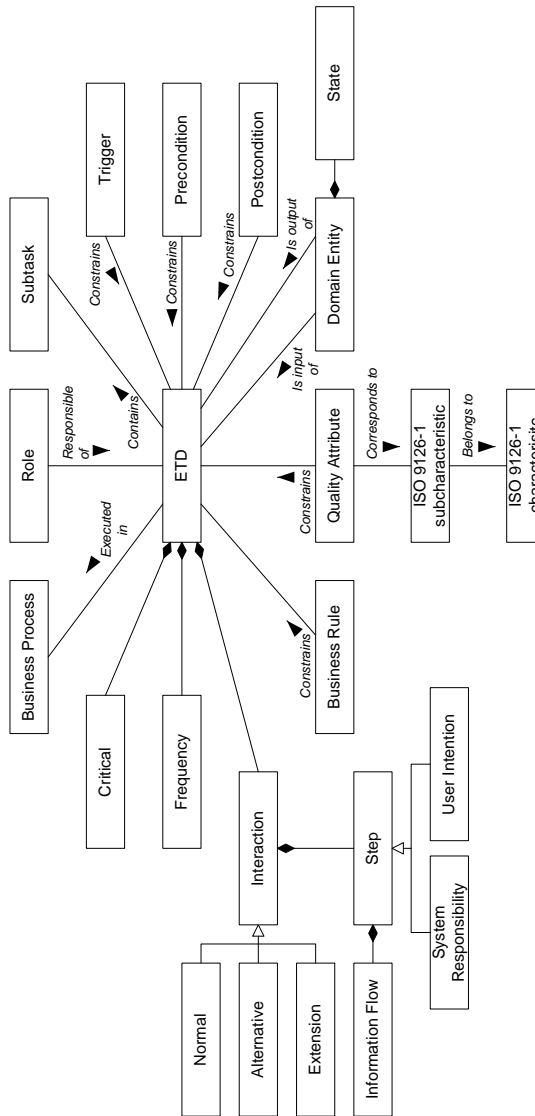 Business Process
Role
Subtask
Executed
in
Responsible
of
Contains
Constrains
Critical
Trigger
Frequency
ETD
Precondition
Constrains
Normal
Alternative
Extension
Interaction
Constrains
Postcondition
Constrains
Constrains
Is input
of
Is output of
Business Rule
Quality Attribute
Domain Entity
State
Information Flow
Step
Corresponds to
System
Responsibility
User Intention
ISO 9126-1
subcharacteristic
Belongs to
ISO 9126-1